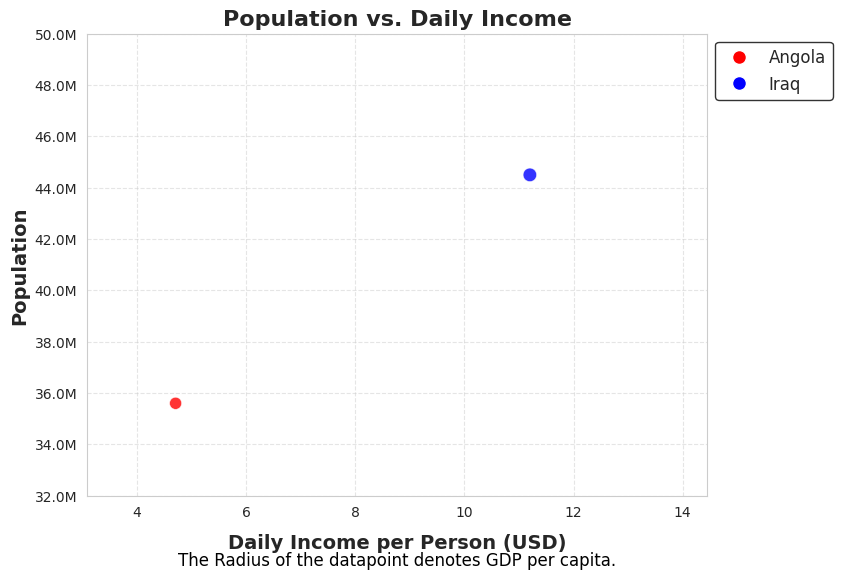 Population vs. Daily Income
50.0M
48.0M
46.0M
44.0M
42.0M
40.0M
38.0M
36.0M
34.0M
32.0M
Population
4 6 8 10 12 14
Daily Income per Person (USD)
The Radius of the datapoint denotes GDP per capita.
Angola
Iraq